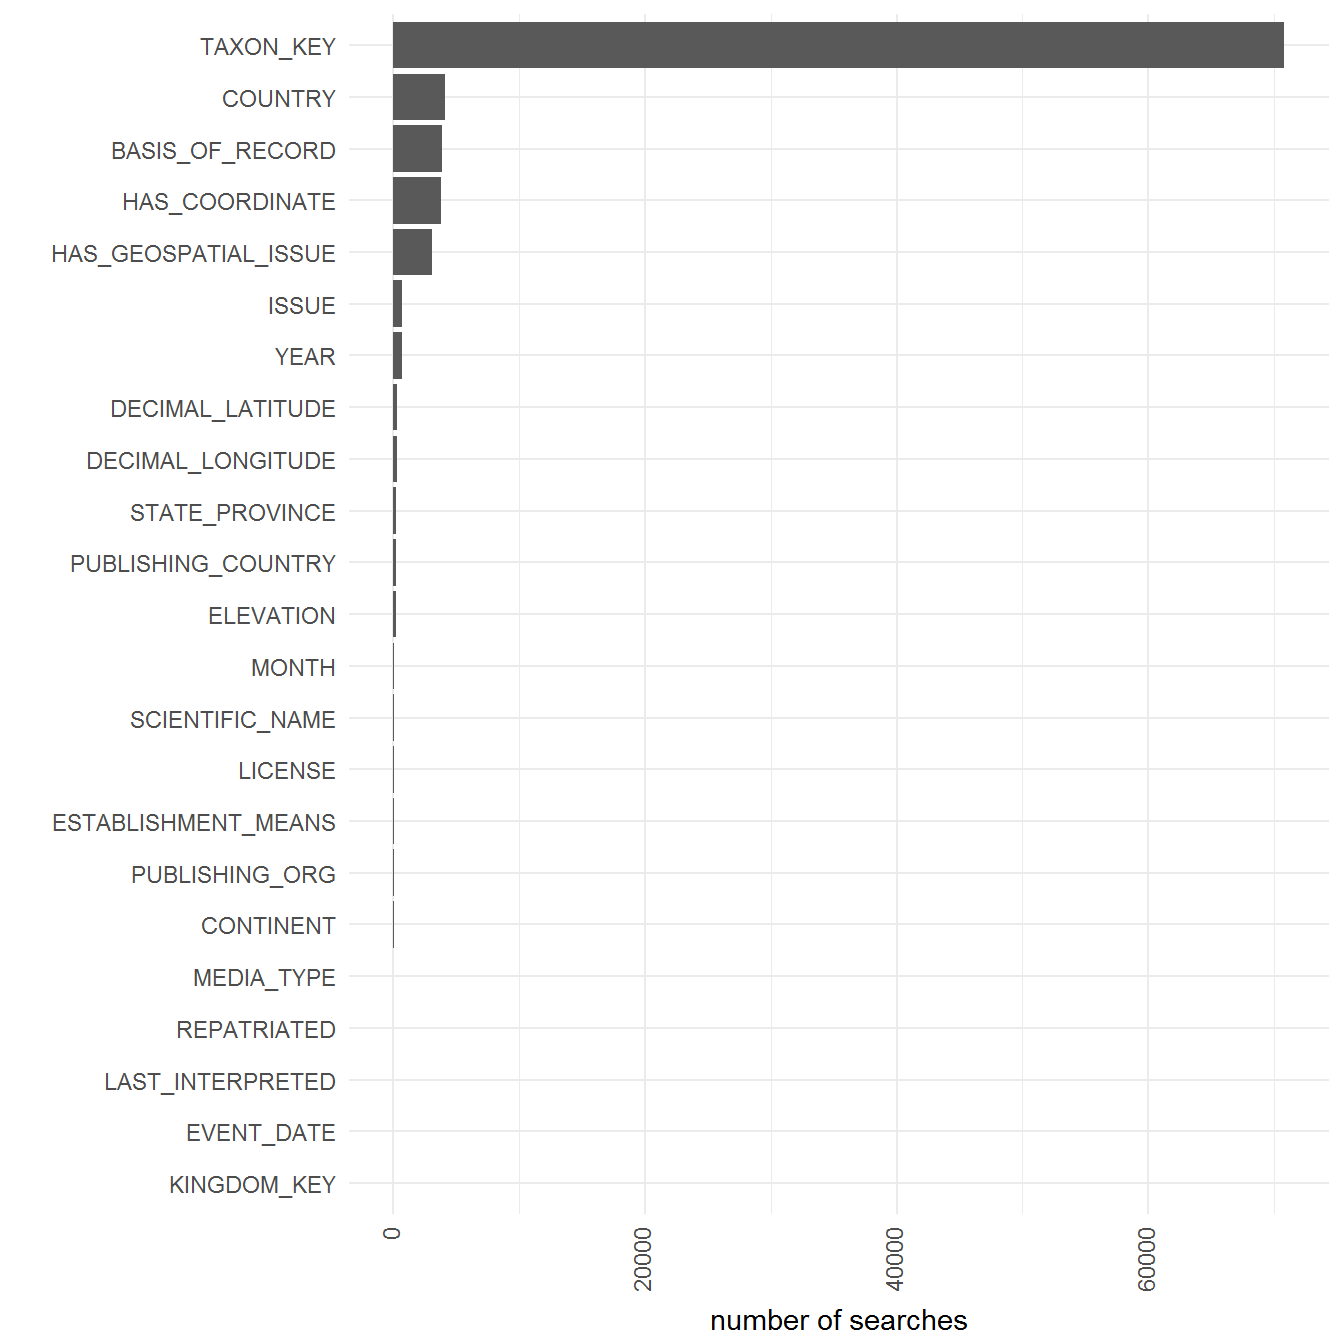 TAXON_KEY
COUNTRY
BASIS_OF_RECORD
HAS_COORDINATE
HAS_GEOSPATIAL_ISSUE
ISSUE
YEAR
DECIMAL_LATITUDE
DECIMAL_LONGITUDE
STATE_PROVINCE
PUBLISHING_COUNTRY
ELEVATION
MONTH
SCIENTIFIC_NAME
LICENSE
ESTABLISHMENT_MEANS
PUBLISHING_ORG
CONTINENT
MEDIA_TYPE
REPATRIATED
LAST_INTERPRETED
EVENT_DATE
KINGDOM_KEY
0
20000
40000
60000
number of searches